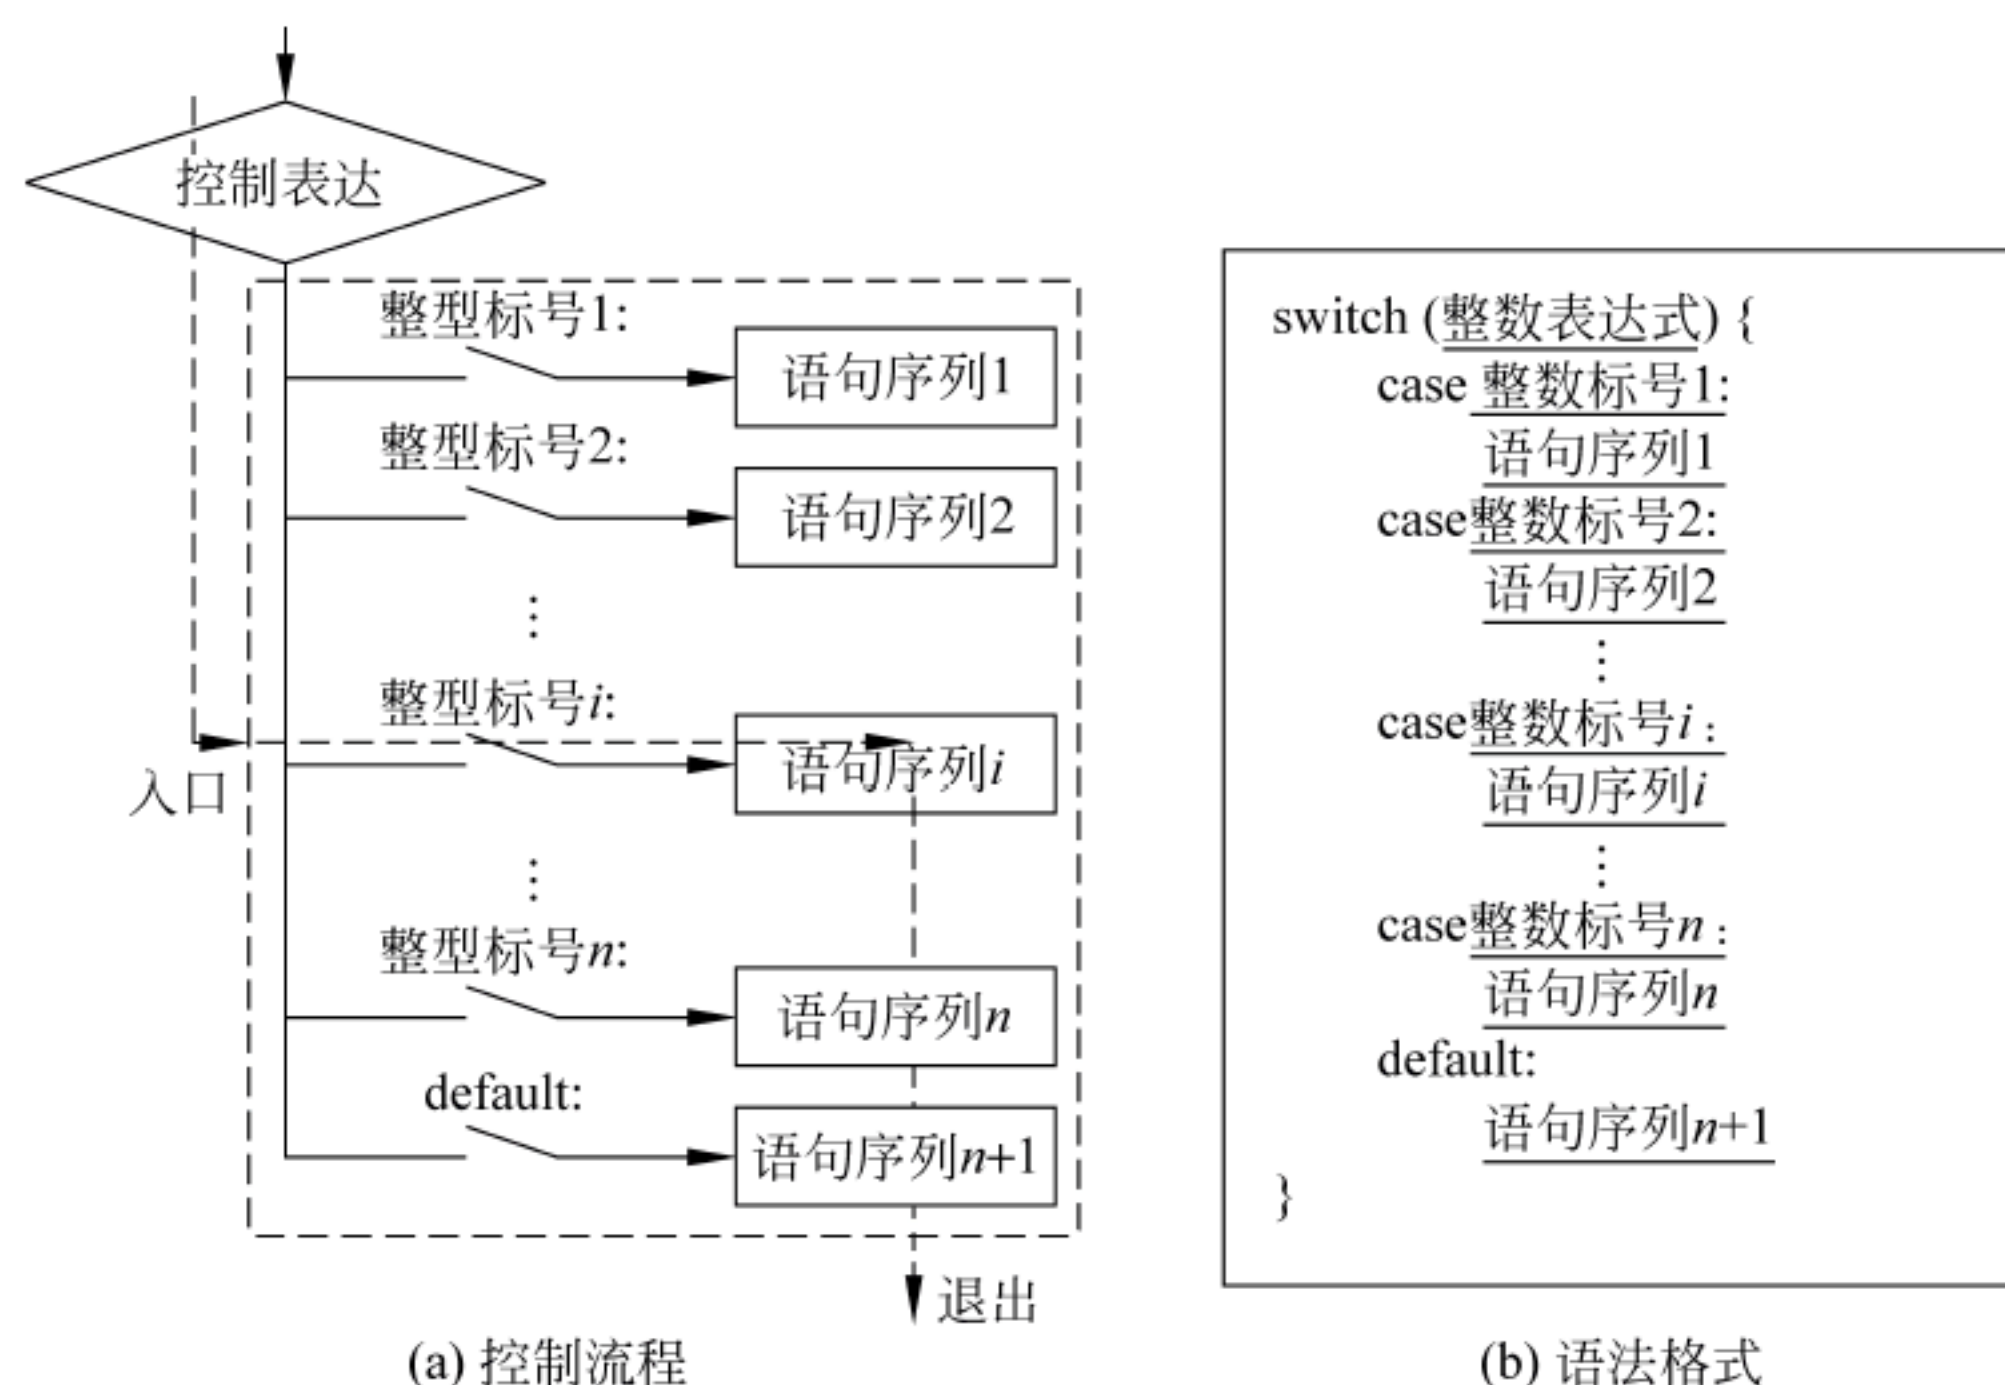 控制表达
整型标号1:
语句序列1
整型标号2:
语句序列2
⋮
整型标号i:
语句序列i
入口
⋮
整型标号n:
语句序列n
default:
语句序列n+1
退出
(a) 控制流程
switch (整数表达式) {
case 整数标号1:
语句序列1
case整数标号2:
语句序列2
⋮
case整数标号i：
语句序列i
⋮
case整数标号n：
语句序列n
default:
语句序列n+1
}
(b) 语法格式